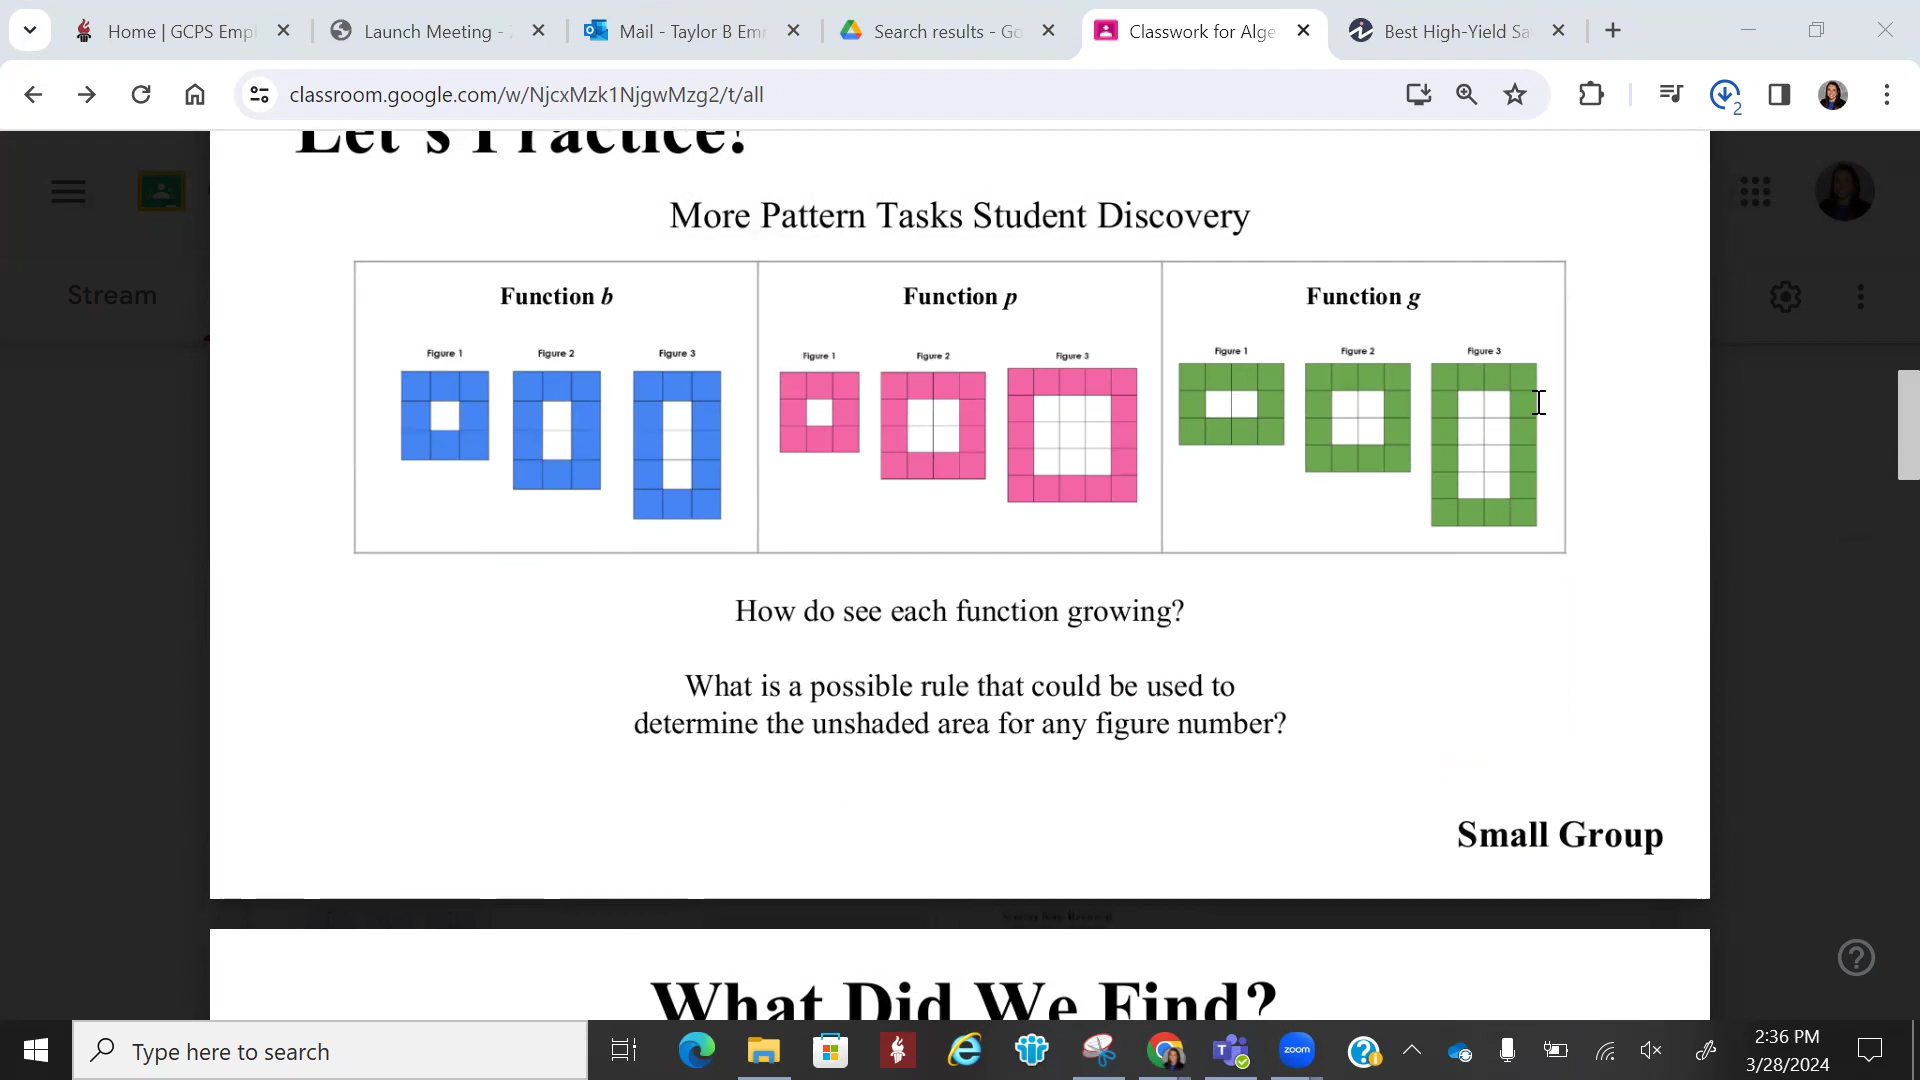 Home | GCPS Empl
Launch Meeting -
Mail - Taylor B Em
Search results - Go
Classwork for Alge
Best High-Yield Sa
classroom.google.com/w/NjcxMzk1NjgwMzg2/t/all
2
Let's Practice!
Stream
More Pattern Tasks Student Discovery
Function b
Function p
Function g
Figure 1
Figure 2
Figure 3
Figure 1
Figure 2
Figure 3
Figure 1
Figure 2
Figure 3
How do see each function growing?
What is a possible rule that could be used to
determine the unshaded area for any figure number?
Small Group
What Did We Find?
Type here to search
zoom
2:36 PM
3/28/2024